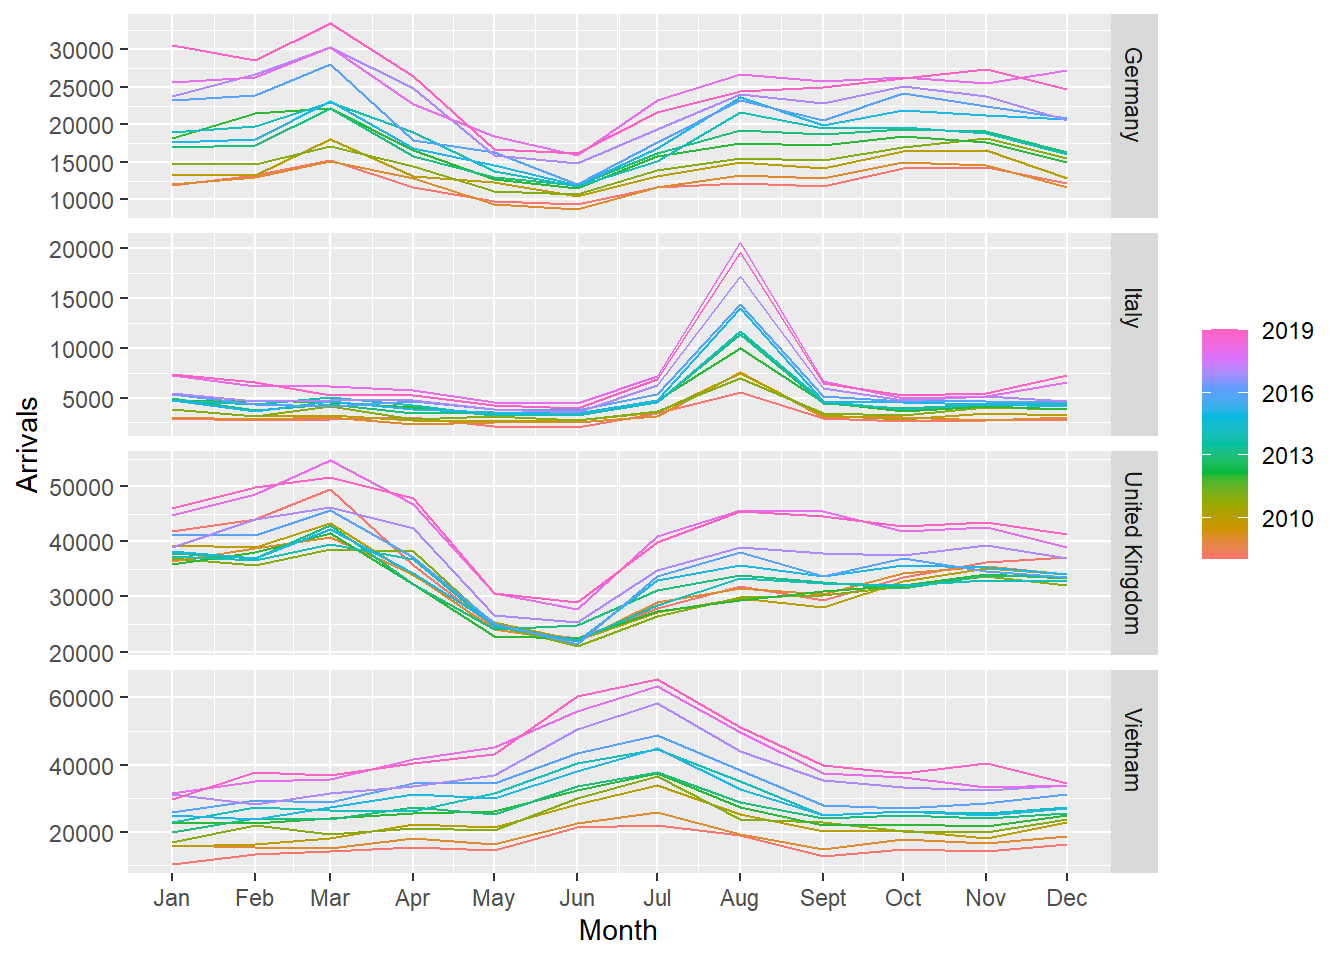 30000
25000
20000
15000
10000
Germany
20000
15000
10000
5000
Italy
50000
40000
30000
20000
United Kingdom
60000
40000
20000
Vietnam
Arrivals
Jan Feb Mar Apr May Jun Jul Aug Sept Oct Nov Dec
Month
2019
2016
2013
2010